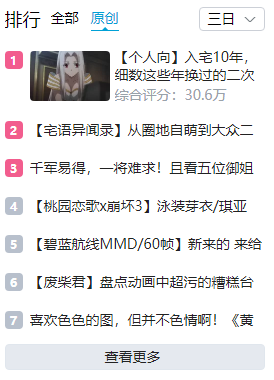 排行 全部 原创 三日
1 【个人向】入宅10年，
细数这些年换过的二次
综合评分：30.6万
2 【宅语异闻录】从圈地自萌到大众二
3 千军易得，一将难求！且看五位御姐
4 【桃园恋歌x崩坏3】泳装芽衣/琪亚
5 【碧蓝航线MMD/60帧】新来的 来给
6 【废柴君】盘点动画中超污的糟糕台
7 喜欢色色的图，但并不色情啊！《黄
查看更多